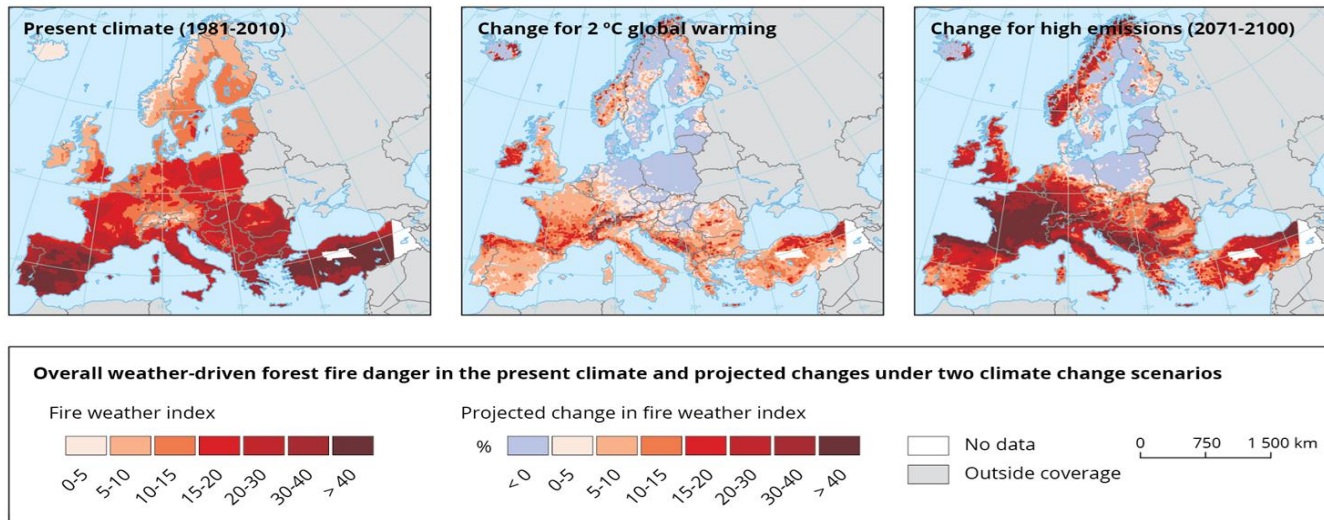 Present climate (1981-2010)
Change for 2 °C global warming
Change for high emissions (2071-2100)
Overall weather-driven forest fire danger in the present climate and projected changes under two climate change scenarios
Fire weather index
0-5 5-10 10-15 15-20 20-30 30-40 > 40
Projected change in fire weather index
%
< 0 0-5 5-10 10-15 15-20 20-30 30-40 > 40
No data
Outside coverage
0 750 1 500 km